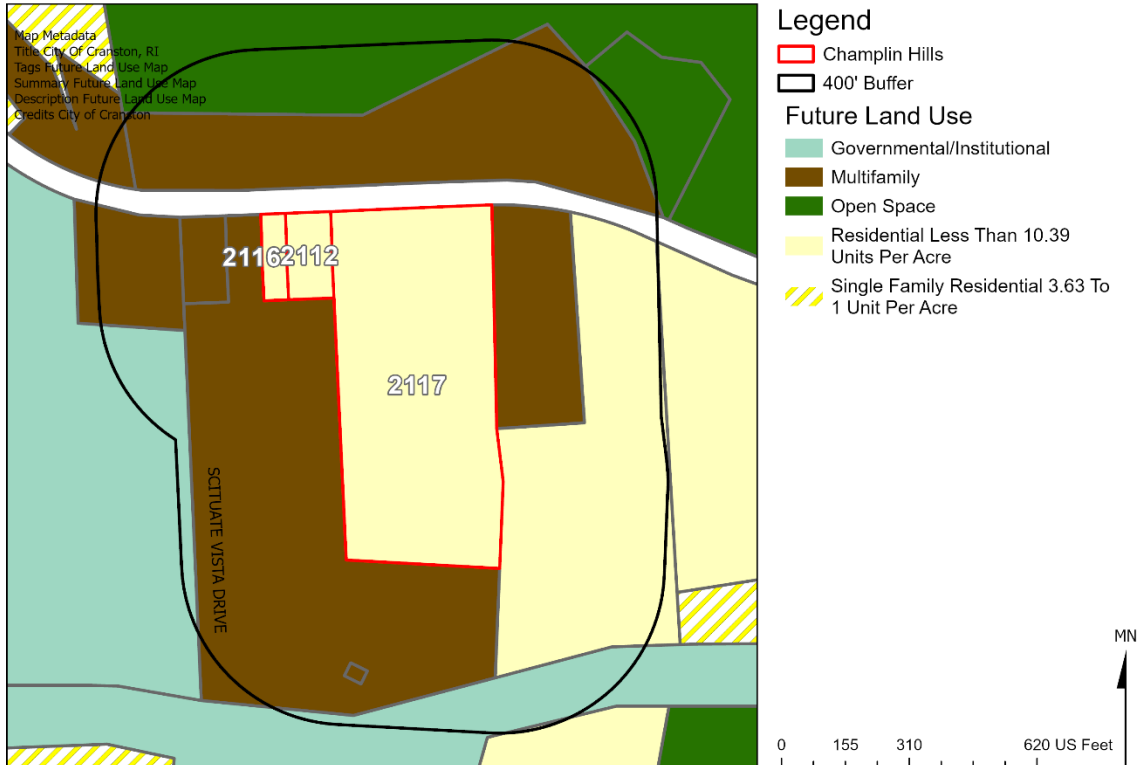 Map Metadata
Title City Of Cranston, RI
Tags Future Land Use Map
Summary Future Land Use Map
Description Future Land Use Map
Credits City of Cranston
2116
2112
2117
SCITUATE VISTA DRIVE
Legend
Champlin Hills
400' Buffer
Future Land Use
Governmental/Institutional
Multifamily
Open Space
Residential Less Than 10.39
Units Per Acre
Single Family Residential 3.63 To
1 Unit Per Acre
MN
0 155 310 620 US Feet